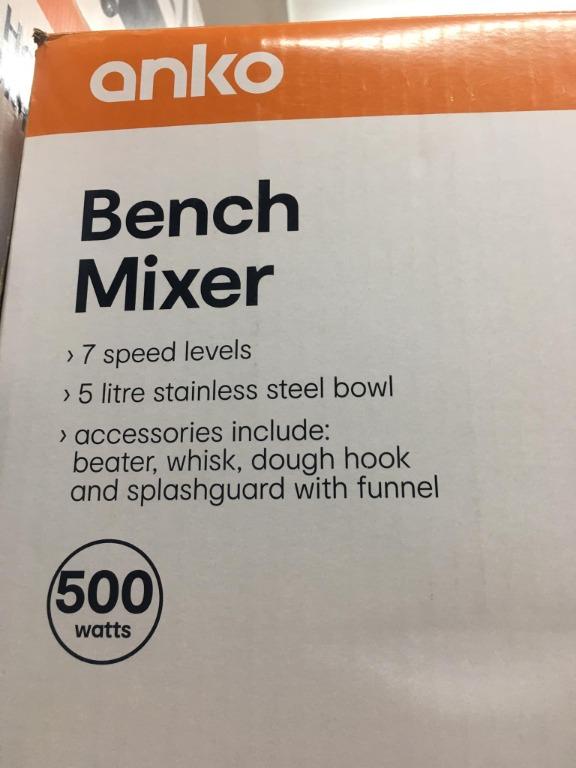 anko
Bench
Mixer
› 7 speed levels
› 5 litre stainless steel bowl
› accessories include:
beater, whisk, dough hook
and splashguard with funnel
500
watts